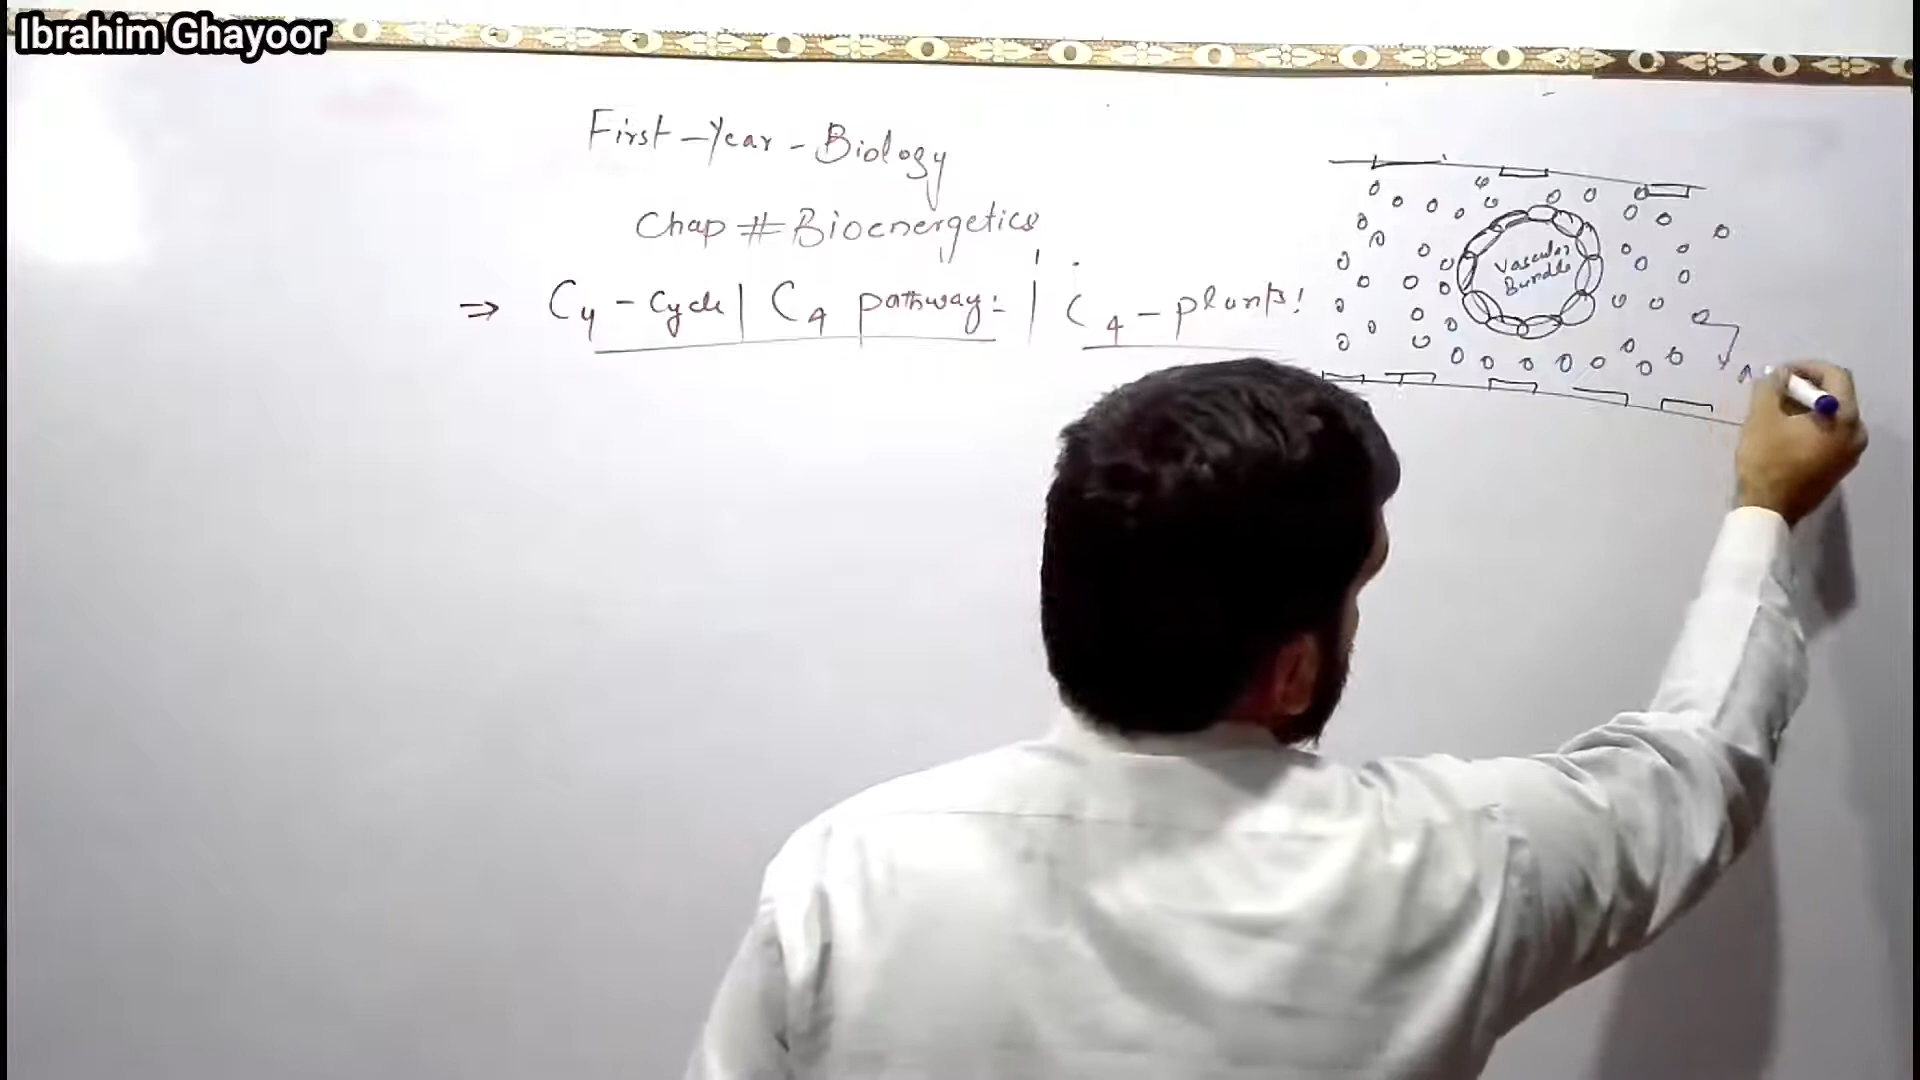 Ibrahim Ghayoor
First-Year-Biology
Chap # Bioenergetics
⇒ C4 - Cycle | C4 pathway: | C4 - plants!
Vascular
Bundle